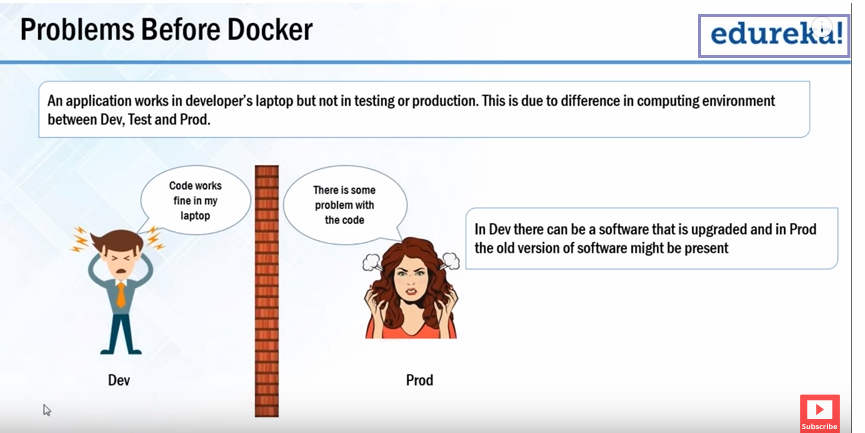 Problems Before Docker
edureka!
An application works in developer's laptop but not in testing or production. This is due to difference in computing environment
between Dev, Test and Prod.
Code works
fine in my
laptop
There is some
problem with
the code
In Dev there can be a software that is upgraded and in Prod
the old version of software might be present
Dev
Prod
Subscribe